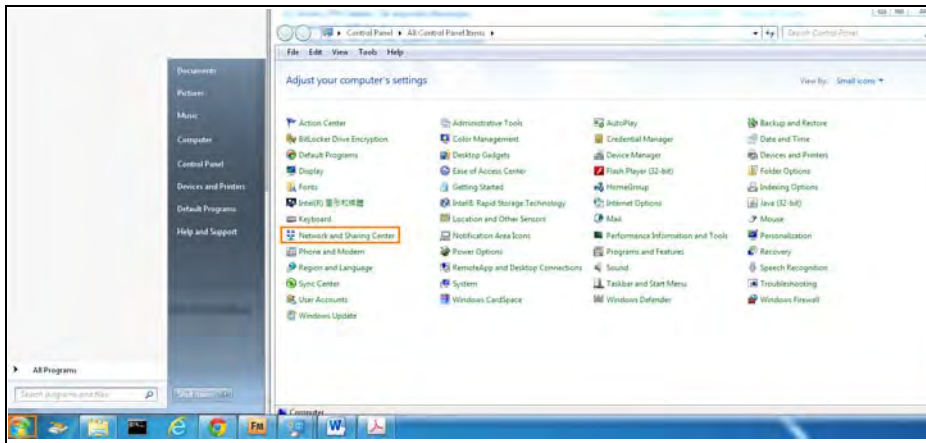 Control Panel ▸ All Control Panel Items ▸
Search Control Panel
File Edit View Tools Help
Adjust your computer's settings
View by: Small icons
Action Center
Administrative Tools
AutoPlay
Backup and Restore
BitLocker Drive Encryption
Color Management
Credential Manager
Date and Time
Default Programs
Desktop Gadgets
Device Manager
Devices and Printers
Display
Ease of Access Center
Flash Player (32-bit)
Folder Options
Fonts
Getting Started
HomeGroup
Indexing Options
Intel(R)
Intel® Rapid Storage Technology
Internet Options
Java (32-bit)
Keyboard
Location and Other Sensors
Mail
Mouse
Network and Sharing Center
Notification Area Icons
Performance Information and Tools
Personalization
Phone and Modem
Power Options
Programs and Features
Recovery
Region and Language
RemoteApp and Desktop Connections
Sound
Speech Recognition
Sync Center
System
Taskbar and Start Menu
Troubleshooting
User Accounts
Windows CardSpace
Windows Defender
Windows Firewall
Windows Update
Documents
Pictures
Music
Computer
Control Panel
Devices and Printers
Default Programs
Help and Support
All Programs
Search programs and files
Computer
FM
W